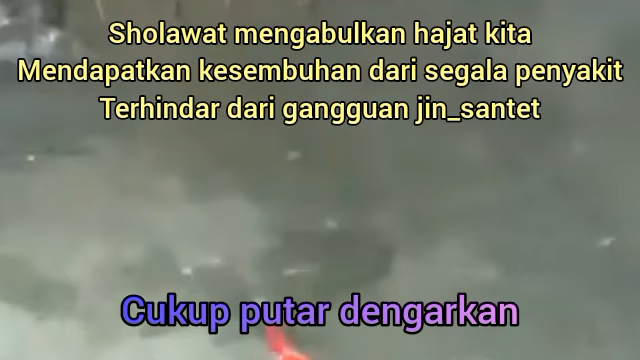 Sholawat mengabulkan hajat kita
Mendapatkan kesembuhan dari segala penyakit
Terhindar dari gangguan jin_santet
Cukup putar dengarkan